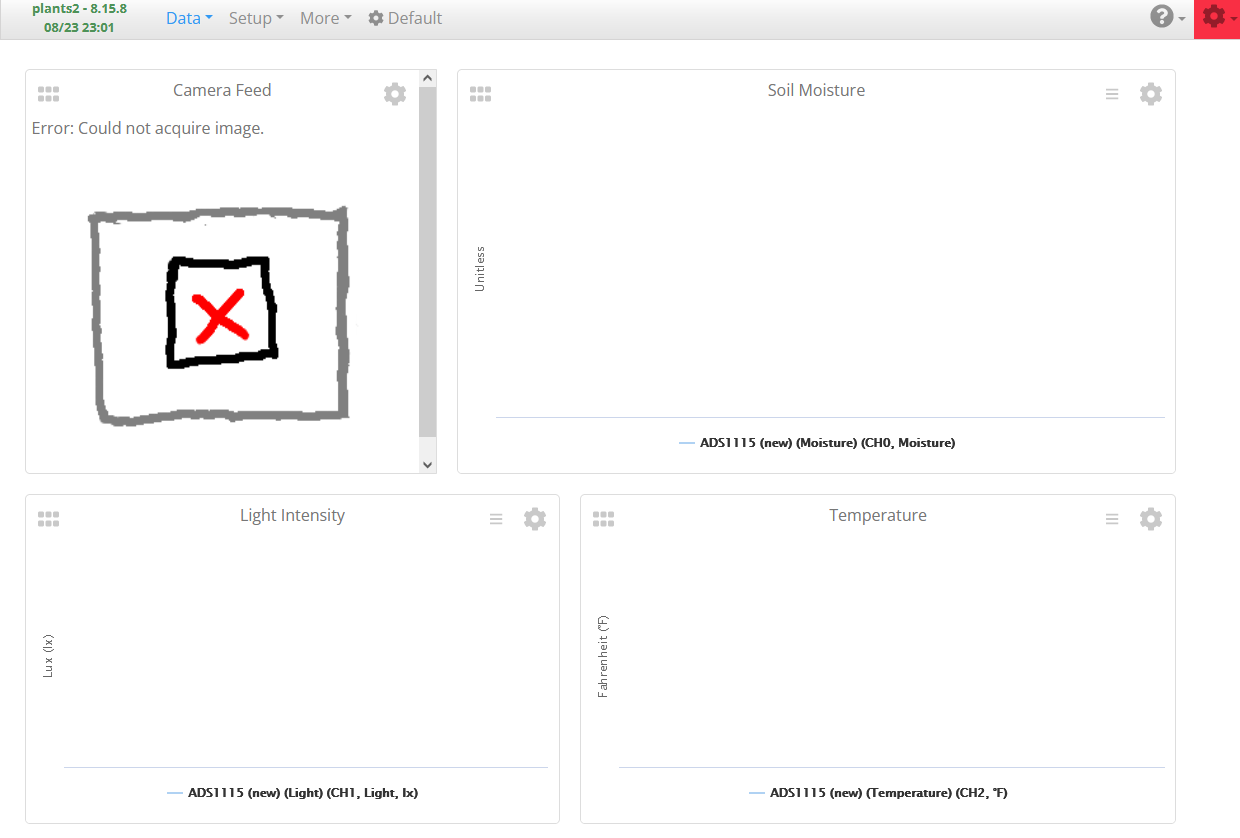 plants2 - 8.15.8
08/23 23:01
Data Setup More Default
Camera Feed
Error: Could not acquire image.
Soil Moisture
Unitless
ADS1115 (new) (Moisture) (CH0, Moisture)
Light Intensity
Lux (lx)
ADS1115 (new) (Light) (CH1, Light, lx)
Temperature
Fahrenheit (°F)
ADS1115 (new) (Temperature) (CH2, °F)